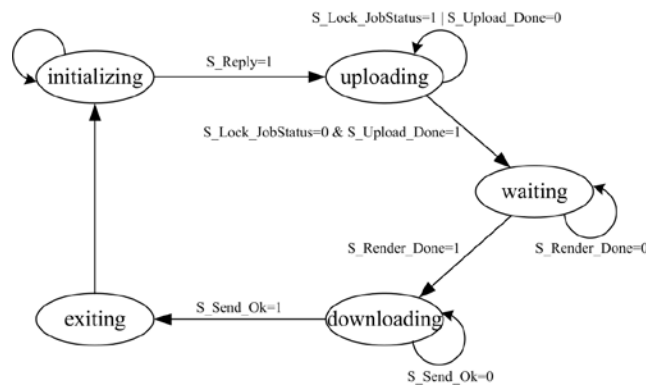 S_Lock_JobStatus=1 | S_Upload_Done=0
initializing
S_Reply=1
uploading
S_Lock_JobStatus=0 & S_Upload_Done=1
waiting
S_Render_Done=1
S_Render_Done=0
exiting
S_Send_Ok=1
downloading
S_Send_Ok=0